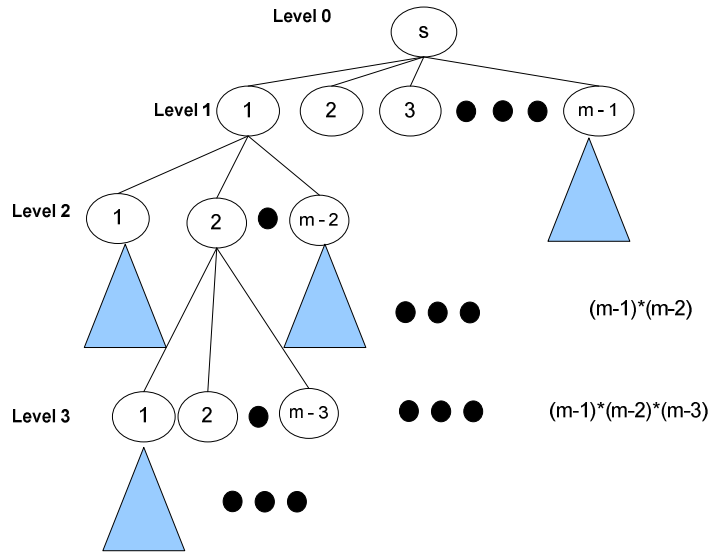 Level 0
s
Level 1
1
2
3
m - 1
Level 2
1
2
m - 2
(m-1)*(m-2)
Level 3
1
2
m - 3
(m-1)*(m-2)*(m-3)